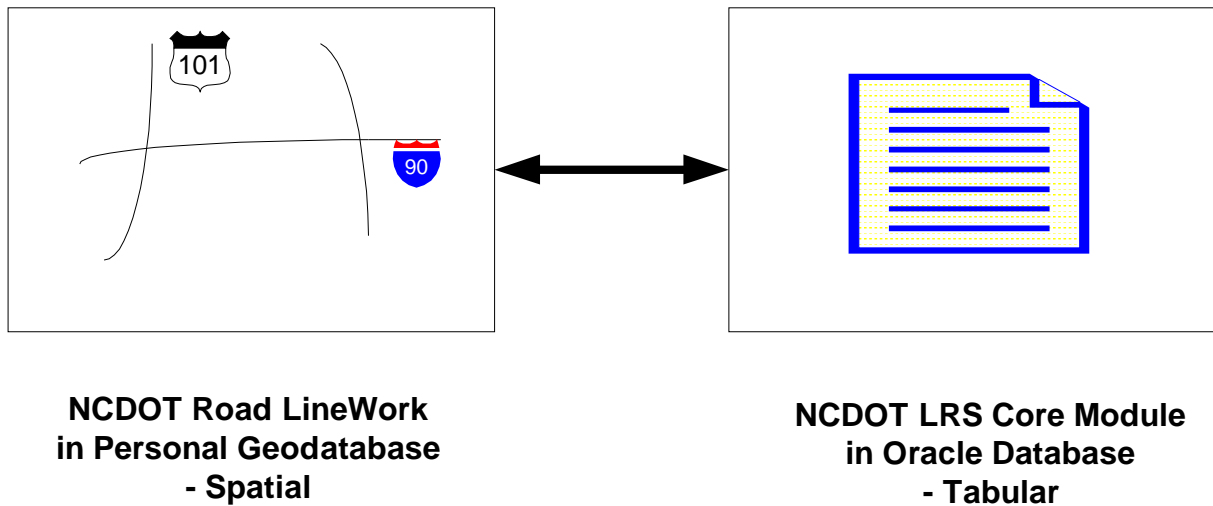 101
90
NCDOT Road LineWork
in Personal Geodatabase
- Spatial
NCDOT LRS Core Module
in Oracle Database
- Tabular